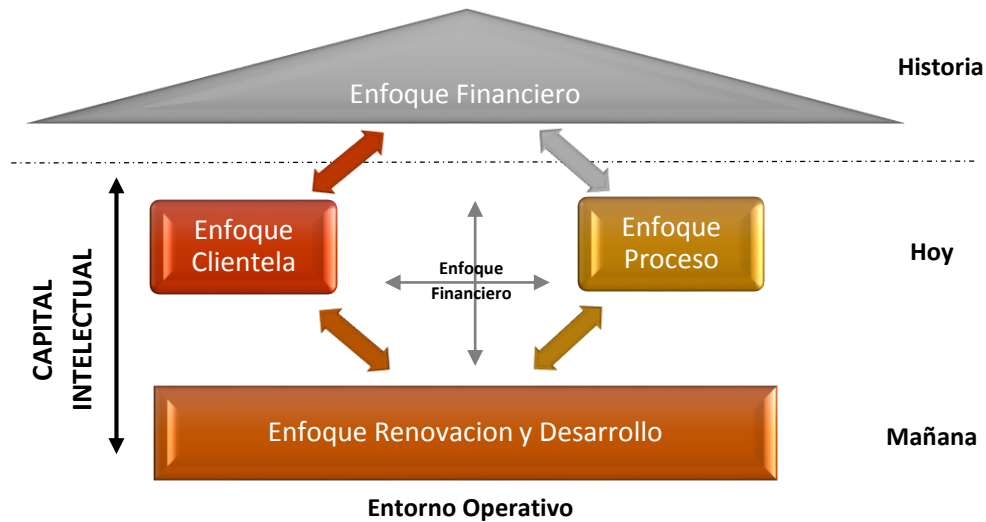 Historia
Enfoque Financiero
Enfoque
Clientela
Enfoque
Proceso
Hoy
Enfoque
Financiero
CAPITAL
INTELECTUAL
Enfoque Renovacion y Desarrollo
Mañana
Entorno Operativo